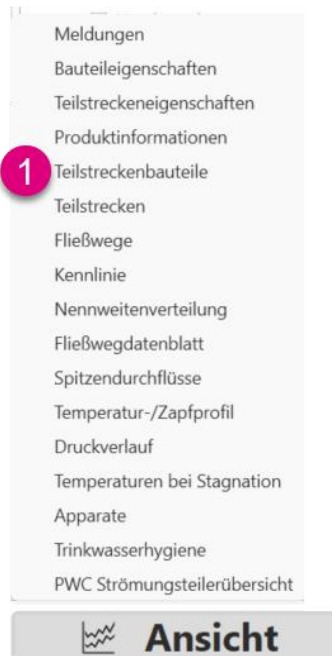 Meldungen
Bauteileigenschaften
Teilstreckeneigenschaften
Produktinformationen
1 Teilstreckenbauteile
Teilstrecken
Fließwege
Kennlinie
Nennweitenverteilung
Fließwegdatenblatt
Spitzendurchflüsse
Temperatur-/Zapfprofil
Druckverlauf
Temperaturen bei Stagnation
Apparate
Trinkwasserhygiene
PWC Strömungsteilerübersicht
Ansicht